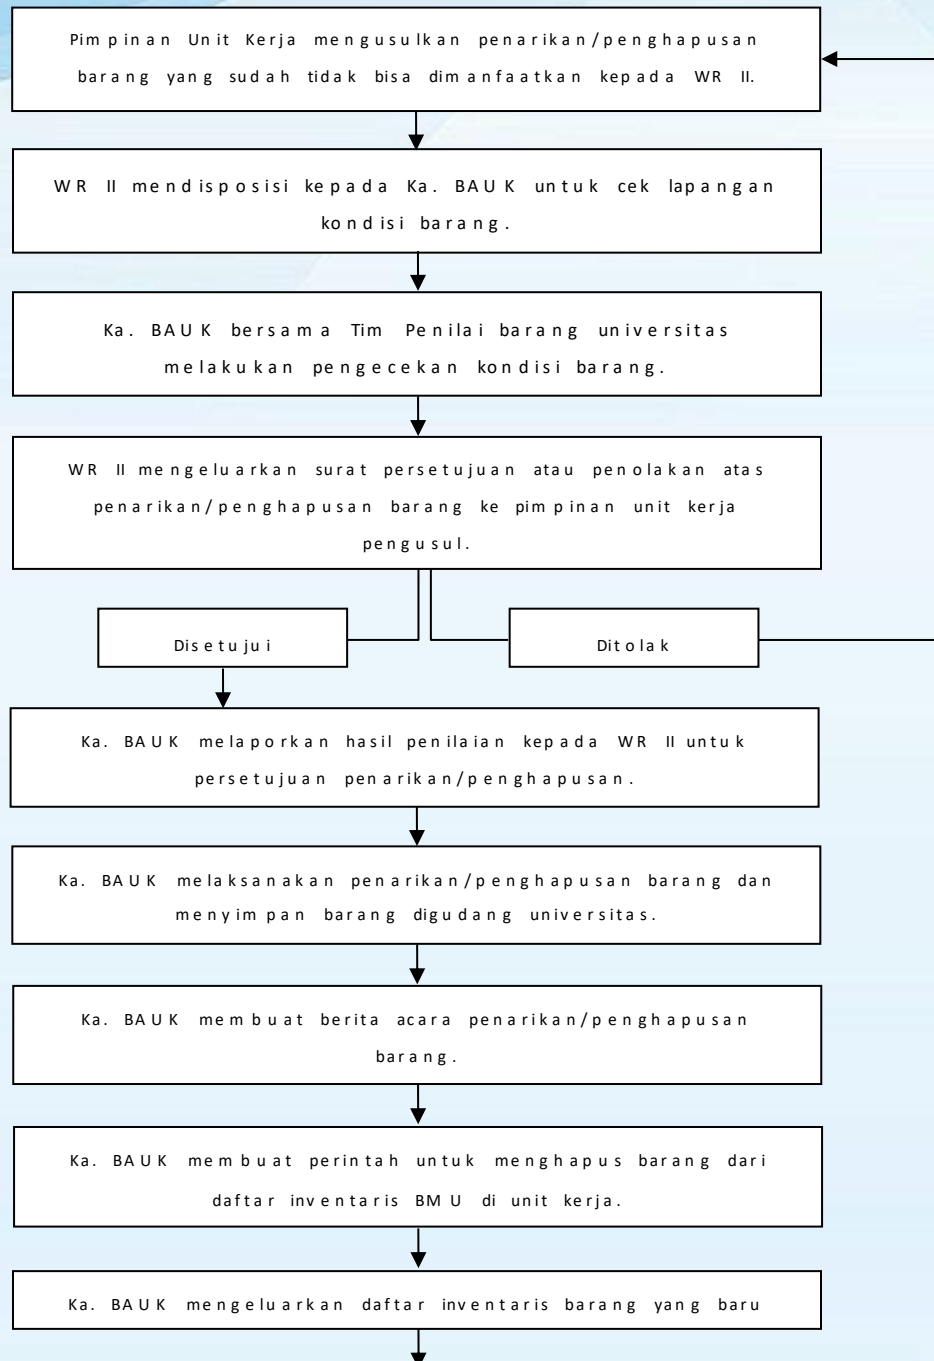 Pimpinan Unit Kerja mengusulkan penarikan/penghapusan
barang yang sudah tidak bisa dimanfaatkan kepada WR II.
WR II mendisposisi kepada Ka. BAUK untuk cek lapangan
kondisi barang.
Ka. BAUK bersama Tim Penilai barang universitas
melakukan pengecekan kondisi barang.
WR II mengeluarkan surat persetujuan atau penolakan atas
penarikan/penghapusan barang ke pimpinan unit kerja
pengusul.
Disetujui
Ditolak
Ka. BAUK melaporkan hasil penilaian kepada WR II untuk
persetujuan penarikan/penghapusan.
Ka. BAUK melaksanakan penarikan/penghapusan barang dan
menyimpan barang digudang universitas.
Ka. BAUK membuat berita acara penarikan/penghapusan
barang.
Ka. BAUK membuat perintah untuk menghapus barang dari
daftar inventaris BMU di unit kerja.
Ka. BAUK mengeluarkan daftar inventaris barang yang baru